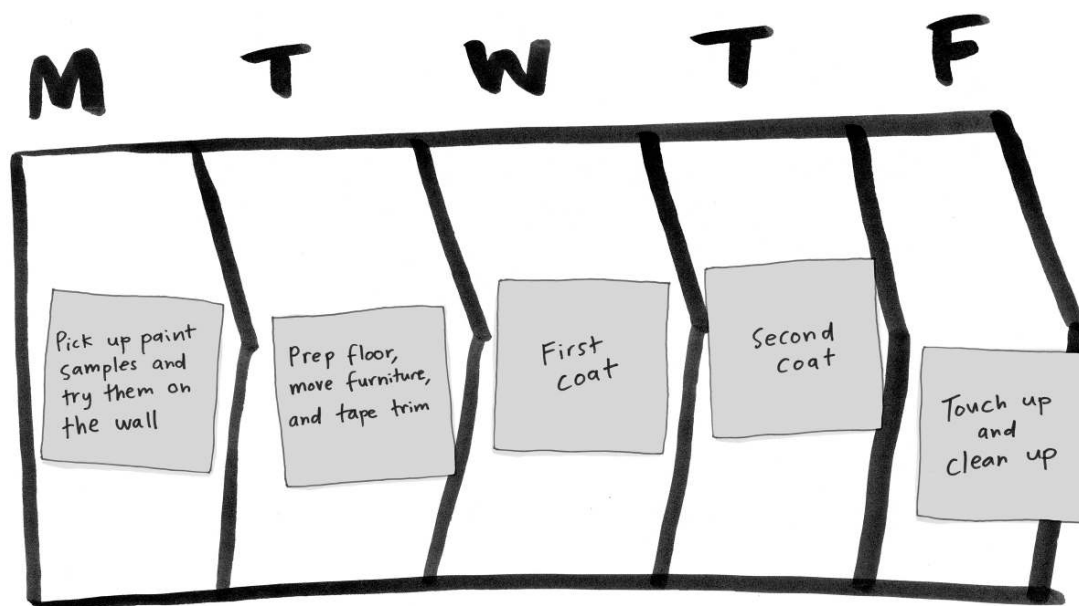 M T W T F
Pick up paint
samples and
try them on
the wall
Prep floor,
move furniture,
and tape trim
First
coat
Second
coat
Touch up
and
clean up